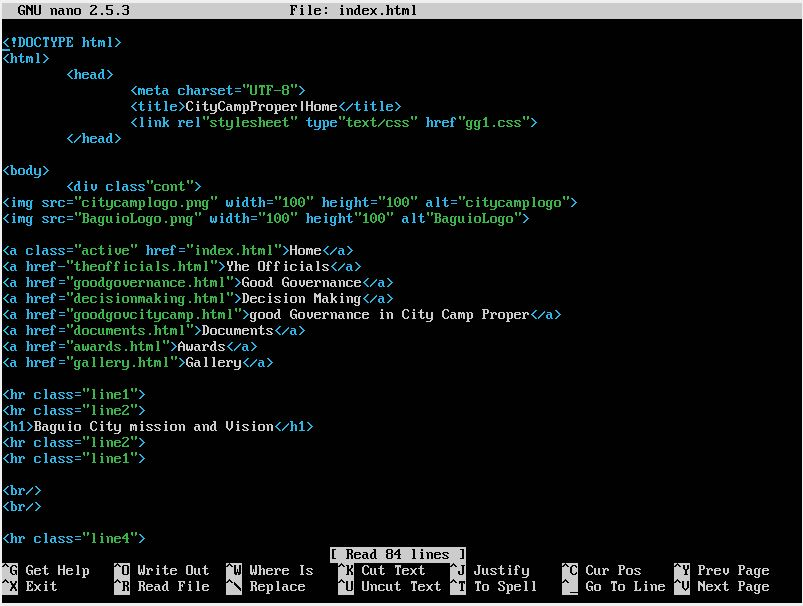 GNU nano 2.5.3 File: index.html
<!DOCTYPE html>
<html>
<head>
<meta charset="UTF-8">
<title>CityCampProper|Home</title>
<link rel"stylesheet" type"text/css" href"gg1.css">
</head>
<body>
<div class"cont">
<img src="citycamplogo.png" width="100" height="100" alt="citycamplogo">
<img src="BaguioLogo.png" width="100" height"100" alt"BaguioLogo">
<a class="active" href="index.html">Home</a>
<a href-"theofficials.html">Yhe Officials</a>
<a href="goodgovernance.html">Good Governance</a>
<a href="decisionmaking.html">Decision Making</a>
<a href="goodgovcitycamp.html">good Governance in City Camp Proper</a>
<a href="documents.html">Documents</a>
<a href="awards.html">Awards</a>
<a href="gallery.html">Gallery</a>
<hr class="line1">
<hr class="line2">
<h1>Baguio City mission and Vision</h1>
<hr class="line2">
<hr class="line1">
<br/>
<br/>
<hr class="line4">
[ Read 84 lines ]
^G Get Help ^O Write Out ^W Where Is ^K Cut Text ^J Justify ^C Cur Pos ^Y Prev Page
^X Exit ^R Read File ^\ Replace ^U Uncut Text ^T To Spell ^_ Go To Line ^V Next Page